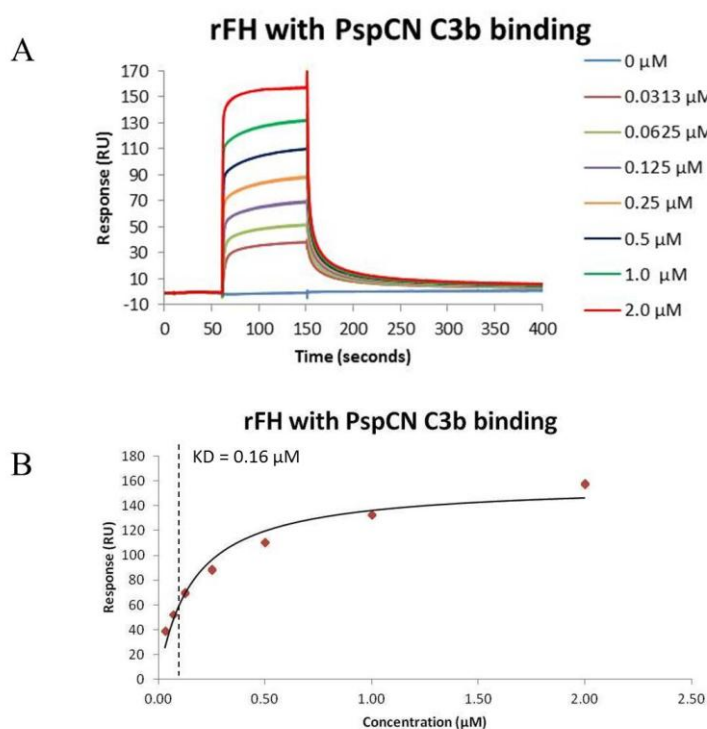 A
rFH with PspCN C3b binding
Response (RU)
170
150
130
110
90
70
50
30
10
-10
0 50 100 150 200 250 300 350 400
Time (seconds)
0 µM
0.0313 µM
0.0625 µM
0.125 µM
0.25 µM
0.5 µM
1.0 µM
2.0 µM
B
rFH with PspCN C3b binding
KD = 0.16 µM
Response (RU)
180
160
140
120
100
80
60
40
20
0
0.00 0.50 1.00 1.50 2.00 2.50
Concentration (µM)